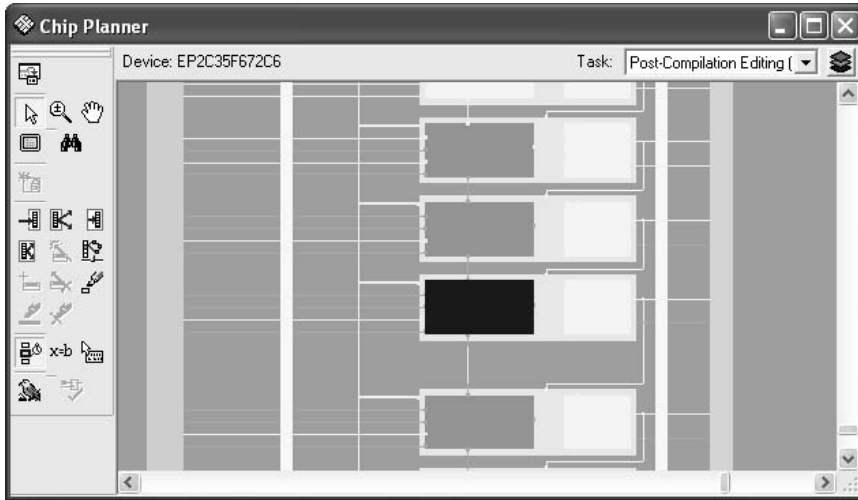 Chip Planner
Device: EP2C35F672C6
Task: Post-Compilation Editing (
x=b